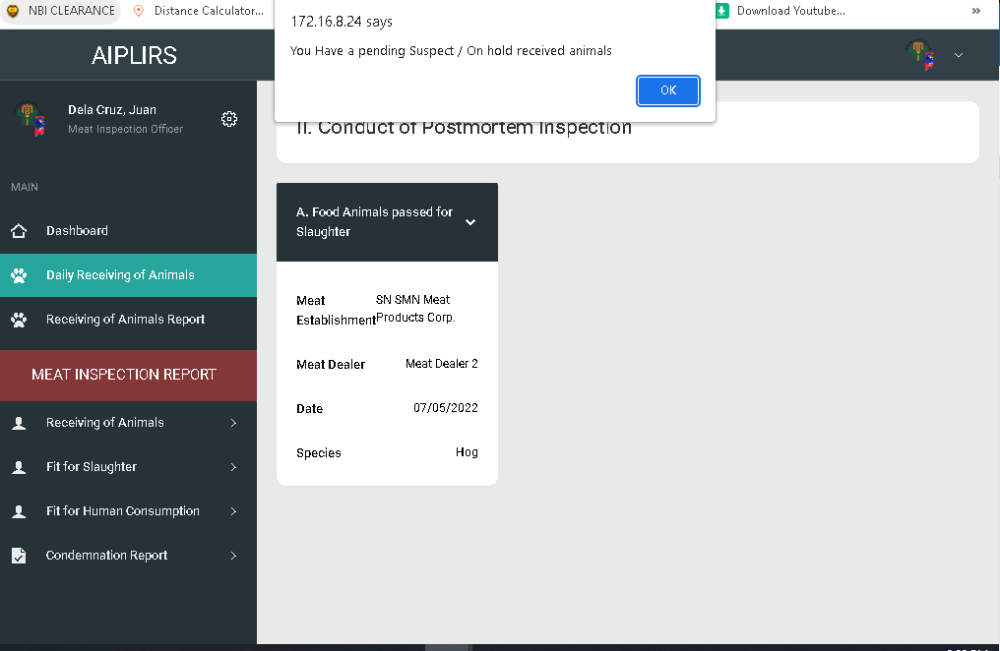 NBI CLEARANCE
Distance Calculator...
Download Youtube...
»
172.16.8.24 says
You Have a pending Suspect / On hold received animals
OK
AIPLIRS
Dela Cruz, Juan
Meat Inspection Officer
MAIN
Dashboard
Daily Receiving of Animals
Receiving of Animals Report
MEAT INSPECTION REPORT
Receiving of Animals
Fit for Slaughter
Fit for Human Consumption
Condemnation Report
II. Conduct of Postmortem Inspection
A. Food Animals passed for
Slaughter
Meat
Establishment
SN SMN Meat
Products Corp.
Meat Dealer
Meat Dealer 2
Date
07/05/2022
Species
Hog